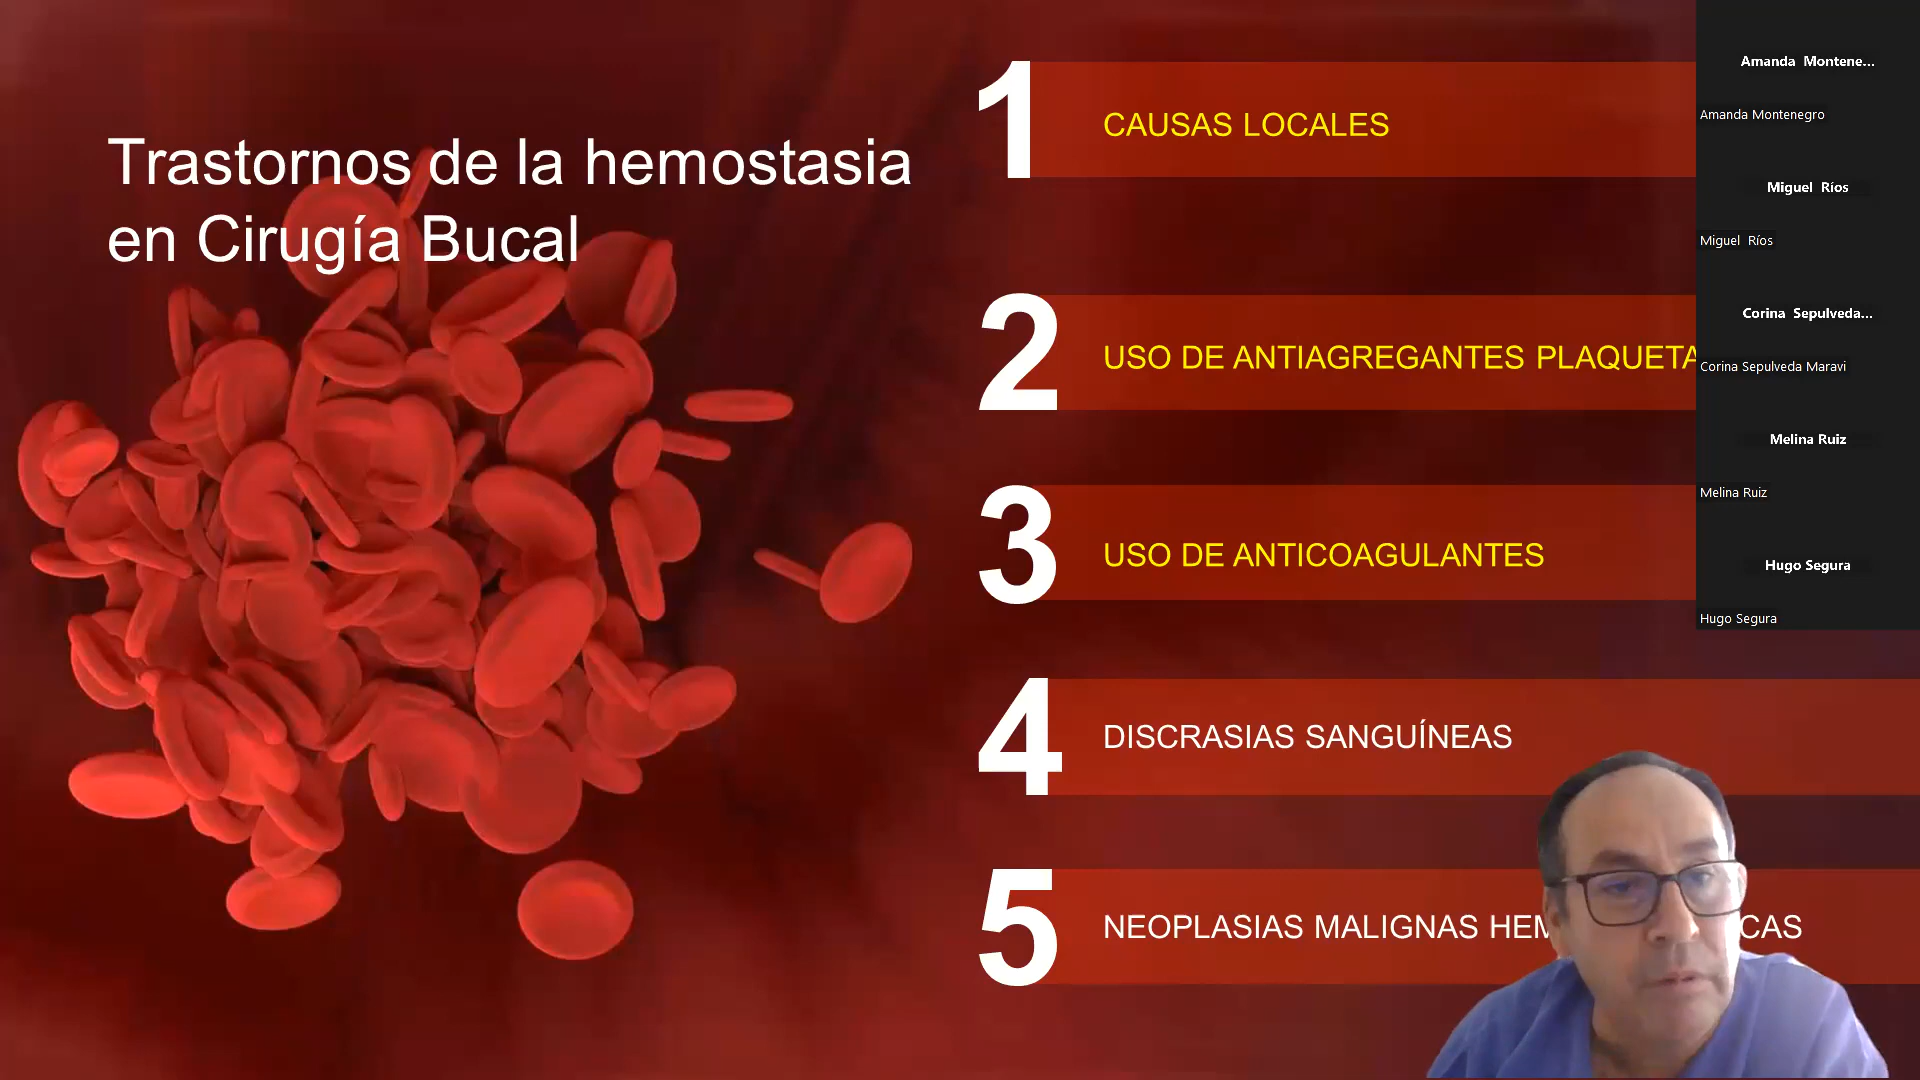 Trastornos de la hemostasia
en Cirugía Bucal
1
CAUSAS LOCALES
2
USO DE ANTIAGREGANTES PLAQUETA
3
USO DE ANTICOAGULANTES
4
DISCRASIAS SANGUÍNEAS
5
NEOPLASIAS MALIGNAS
Amanda Montene...
Amanda Montenegro
Miguel Ríos
Miguel Ríos
Corina Sepulveda...
Corina Sepulveda Maravi
Melina Ruiz
Melina Ruiz
Hugo Segura
Hugo Segura